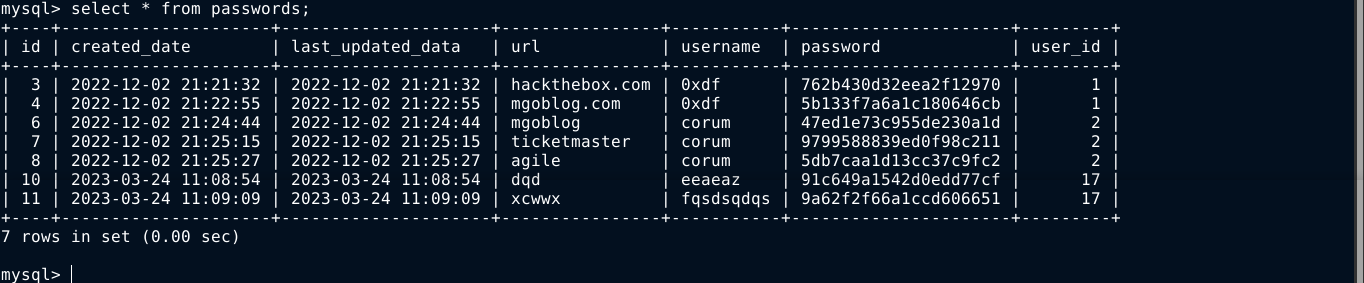 mysql> select * from passwords;
+----+---------------------+---------------------+----------------+----------+----------------------+---------+
| id | created_date        | last_updated_data   | url            | username | password             | user_id |
+----+---------------------+---------------------+----------------+----------+----------------------+---------+
|  3 | 2022-12-02 21:21:32 | 2022-12-02 21:21:32 | hackthebox.com | 0xdf     | 762b430d32eea2f12970 |       1 |
|  4 | 2022-12-02 21:22:55 | 2022-12-02 21:22:55 | mgoblog.com    | 0xdf     | 5b133f7a6a1c180646cb |       1 |
|  6 | 2022-12-02 21:24:44 | 2022-12-02 21:24:44 | mgoblog        | corum    | 47ed1e73c955de230a1d |       2 |
|  7 | 2022-12-02 21:25:15 | 2022-12-02 21:25:15 | ticketmaster   | corum    | 9799588839ed0f98c211 |       2 |
|  8 | 2022-12-02 21:25:27 | 2022-12-02 21:25:27 | agile          | corum    | 5db7caa1d13cc37c9fc2 |       2 |
| 10 | 2023-03-24 11:08:54 | 2023-03-24 11:08:54 | dqd            | eeaeaz   | 91c649a1542d0edd77cf |      17 |
| 11 | 2023-03-24 11:09:09 | 2023-03-24 11:09:09 | xcwwx          | fqsdsqdqs | 9a62f2f66a1ccd606651 |      17 |
+----+---------------------+---------------------+----------------+----------+----------------------+---------+
7 rows in set (0.00 sec)
mysql>